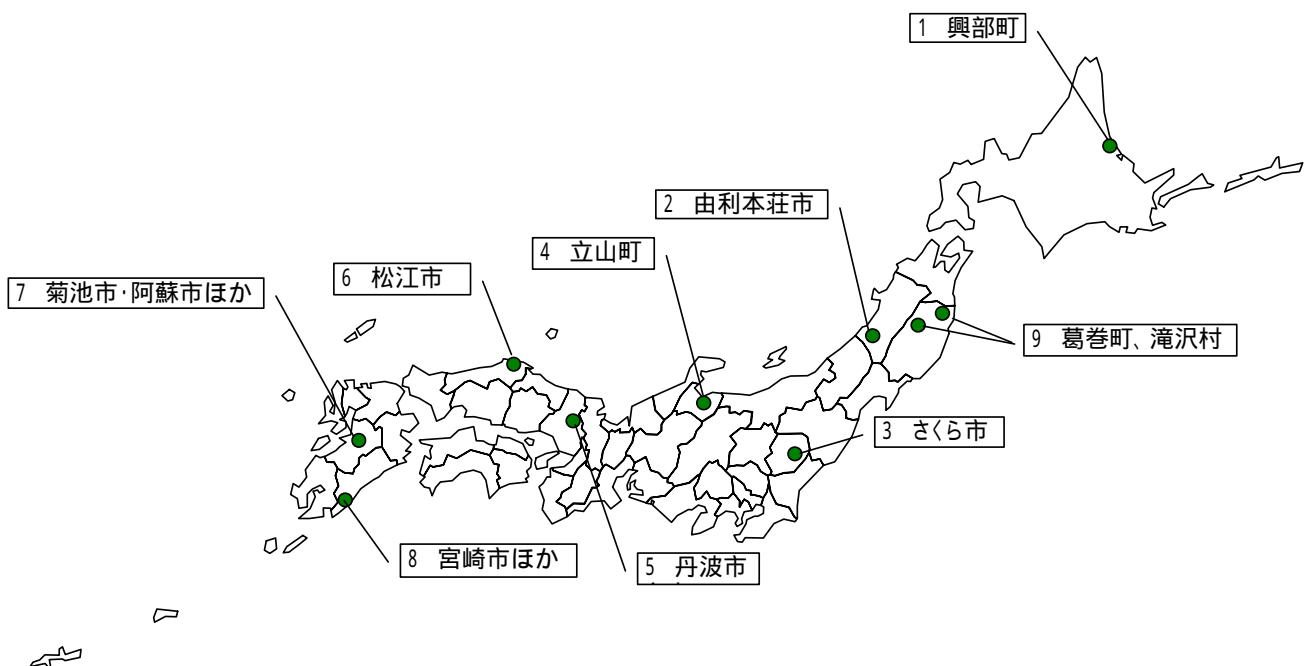 1 興部町
2 由利本荘市
4 立山町
6 松江市
7 菊池市・阿蘇市ほか
9 葛巻町、滝沢村
3 さくら市
8 宮崎市ほか
5 丹波市